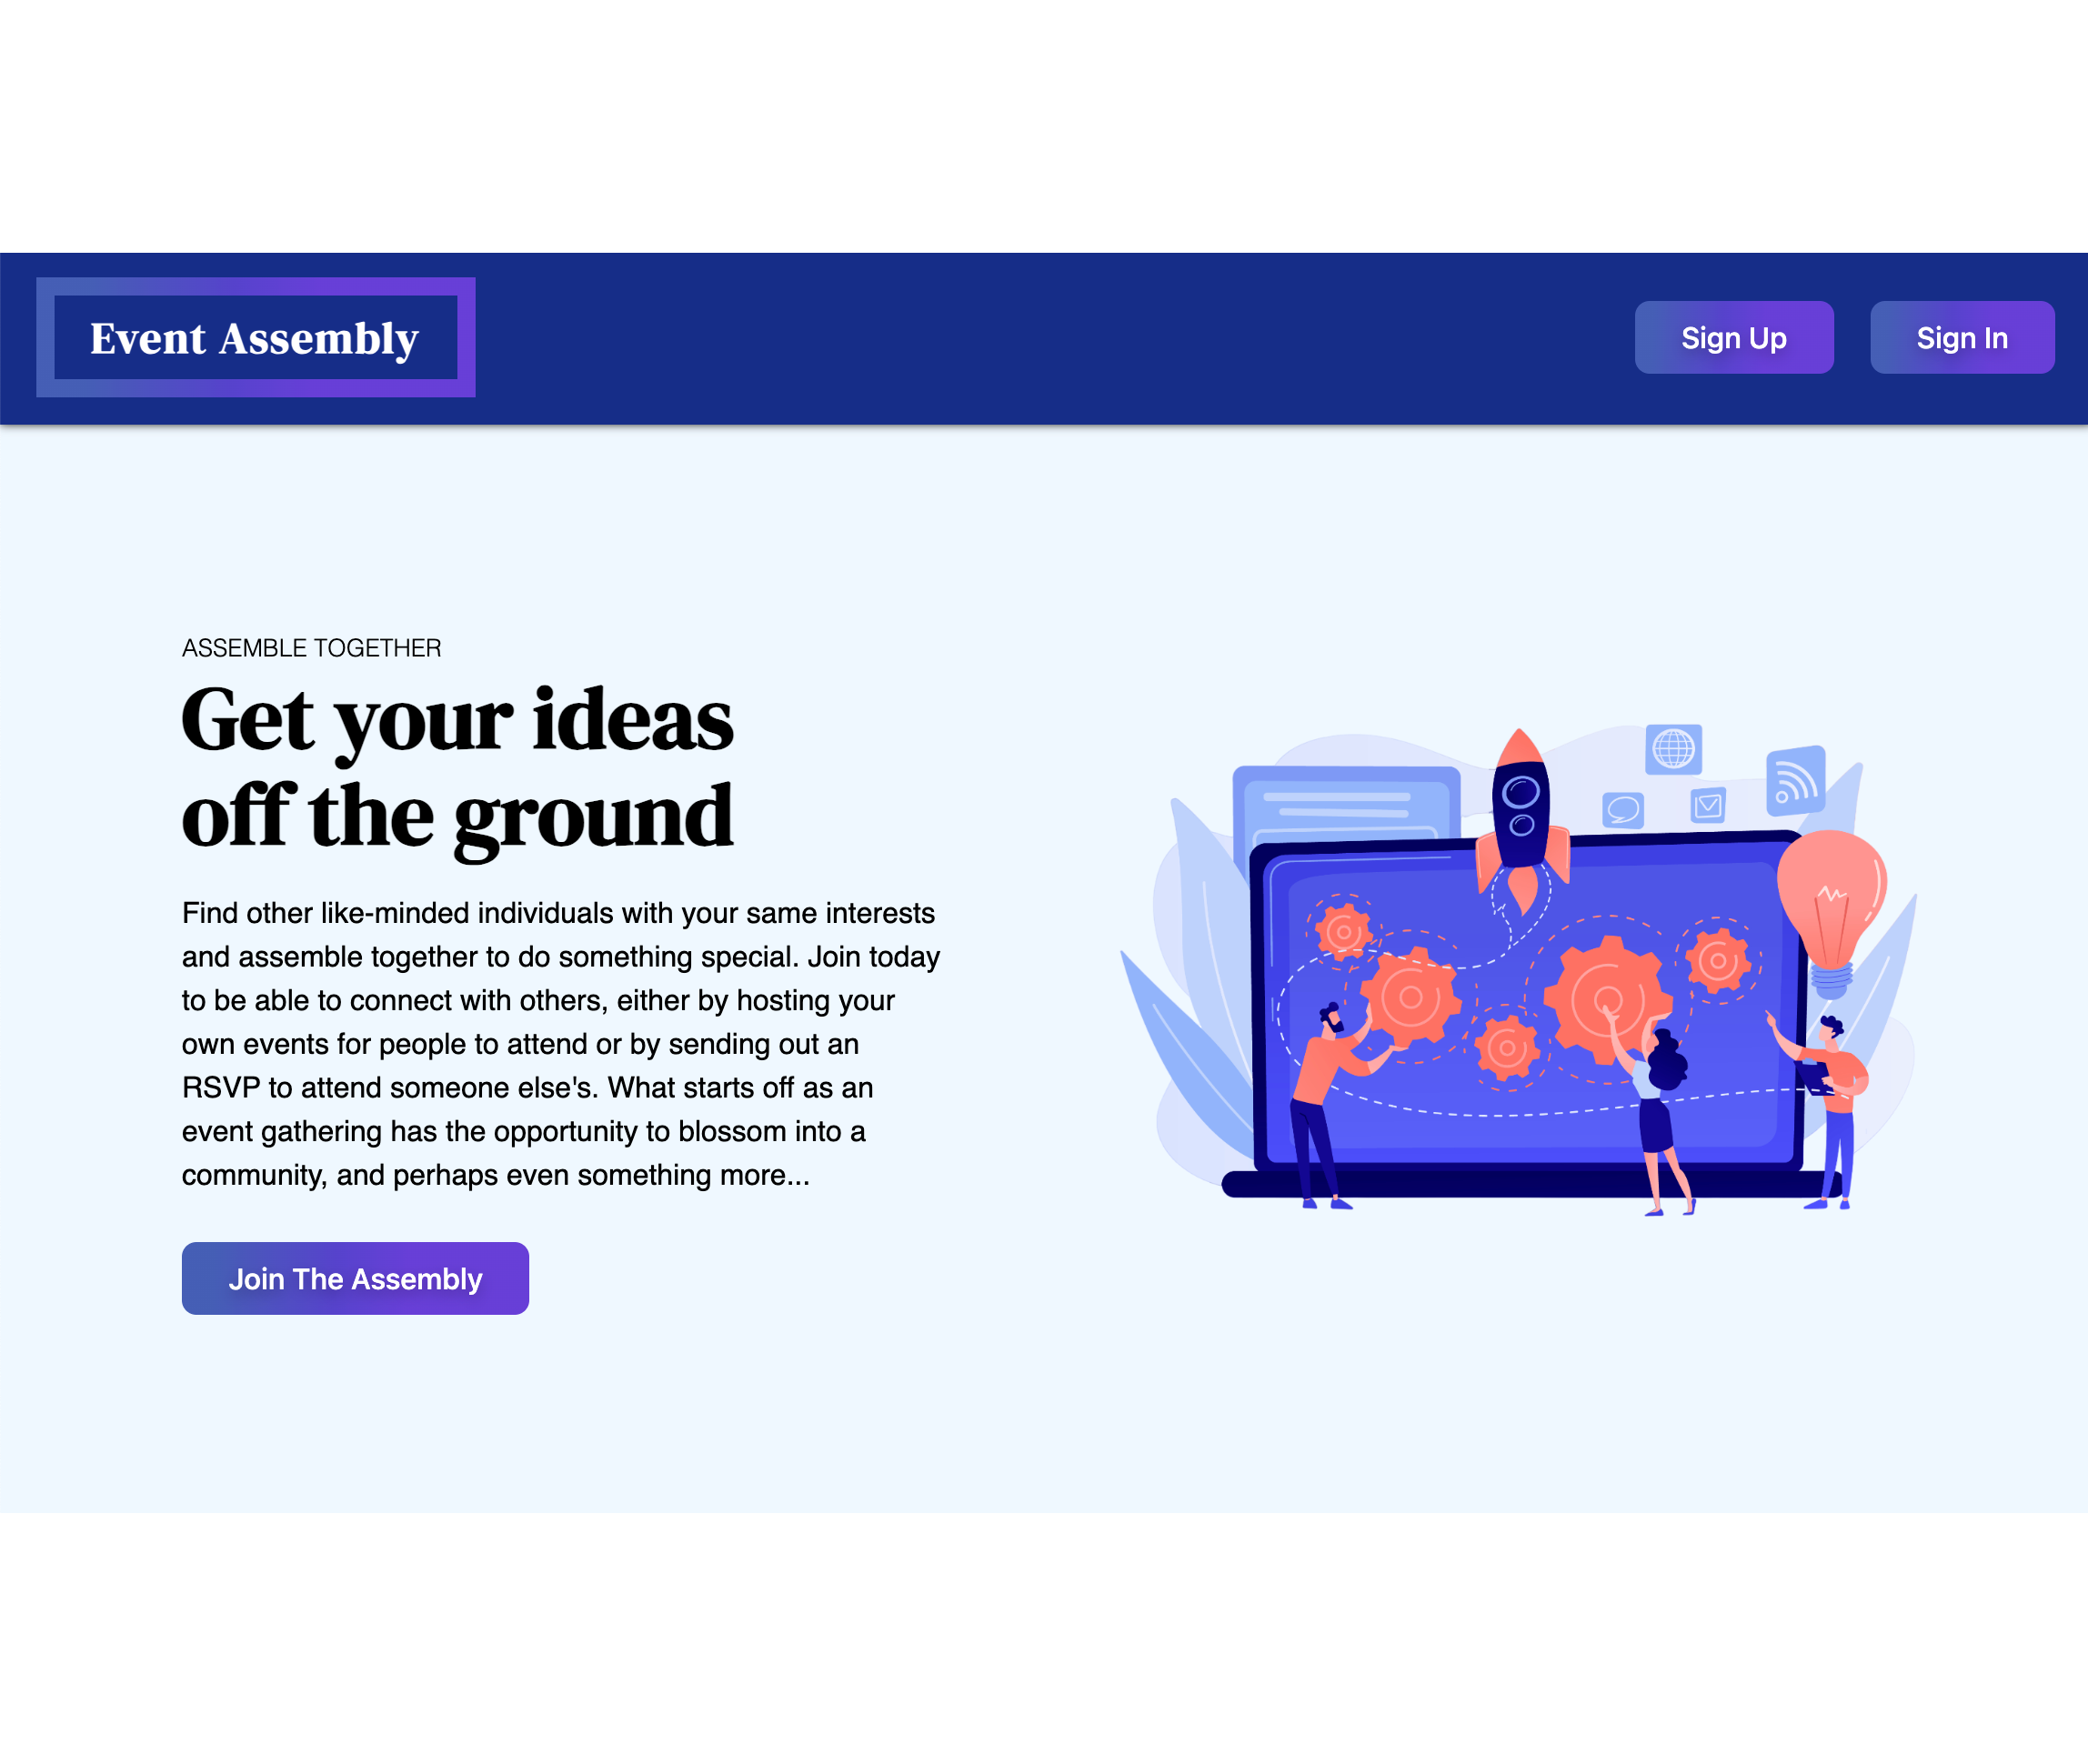 Event Assembly
Sign Up
Sign In
ASSEMBLE TOGETHER
Get your ideas
off the ground
Find other like-minded individuals with your same interests
and assemble together to do something special. Join today
to be able to connect with others, either by hosting your
own events for people to attend or by sending out an
RSVP to attend someone else's. What starts off as an
event gathering has the opportunity to blossom into a
community, and perhaps even something more...
Join The Assembly